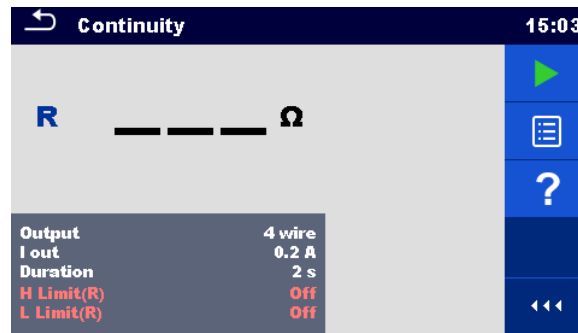 Continuity 15:03
R _ _ _ Ω
?
Output 4 wire
I out 0.2 A
Duration 2 s
H Limit(R) Off
L Limit(R) Off